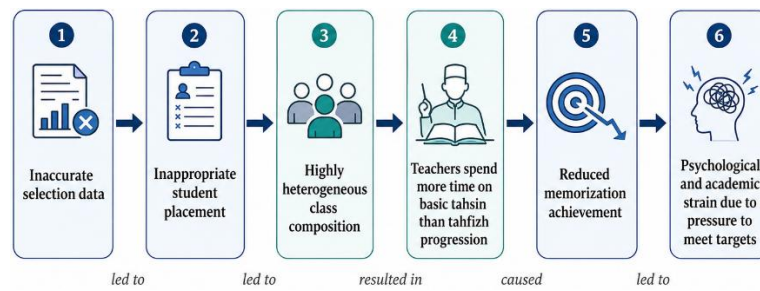 1
Inaccurate
selection data
2
Inappropriate
student
placement
3
Highly
heterogeneous
class
composition
4
Teachers spend
more time on
basic tahsin
than tahfizh
progression
5
Reduced
memorization
achievement
6
Psychological
and academic
strain due to
pressure to
meet targets
led to
led to
resulted in
caused
led to